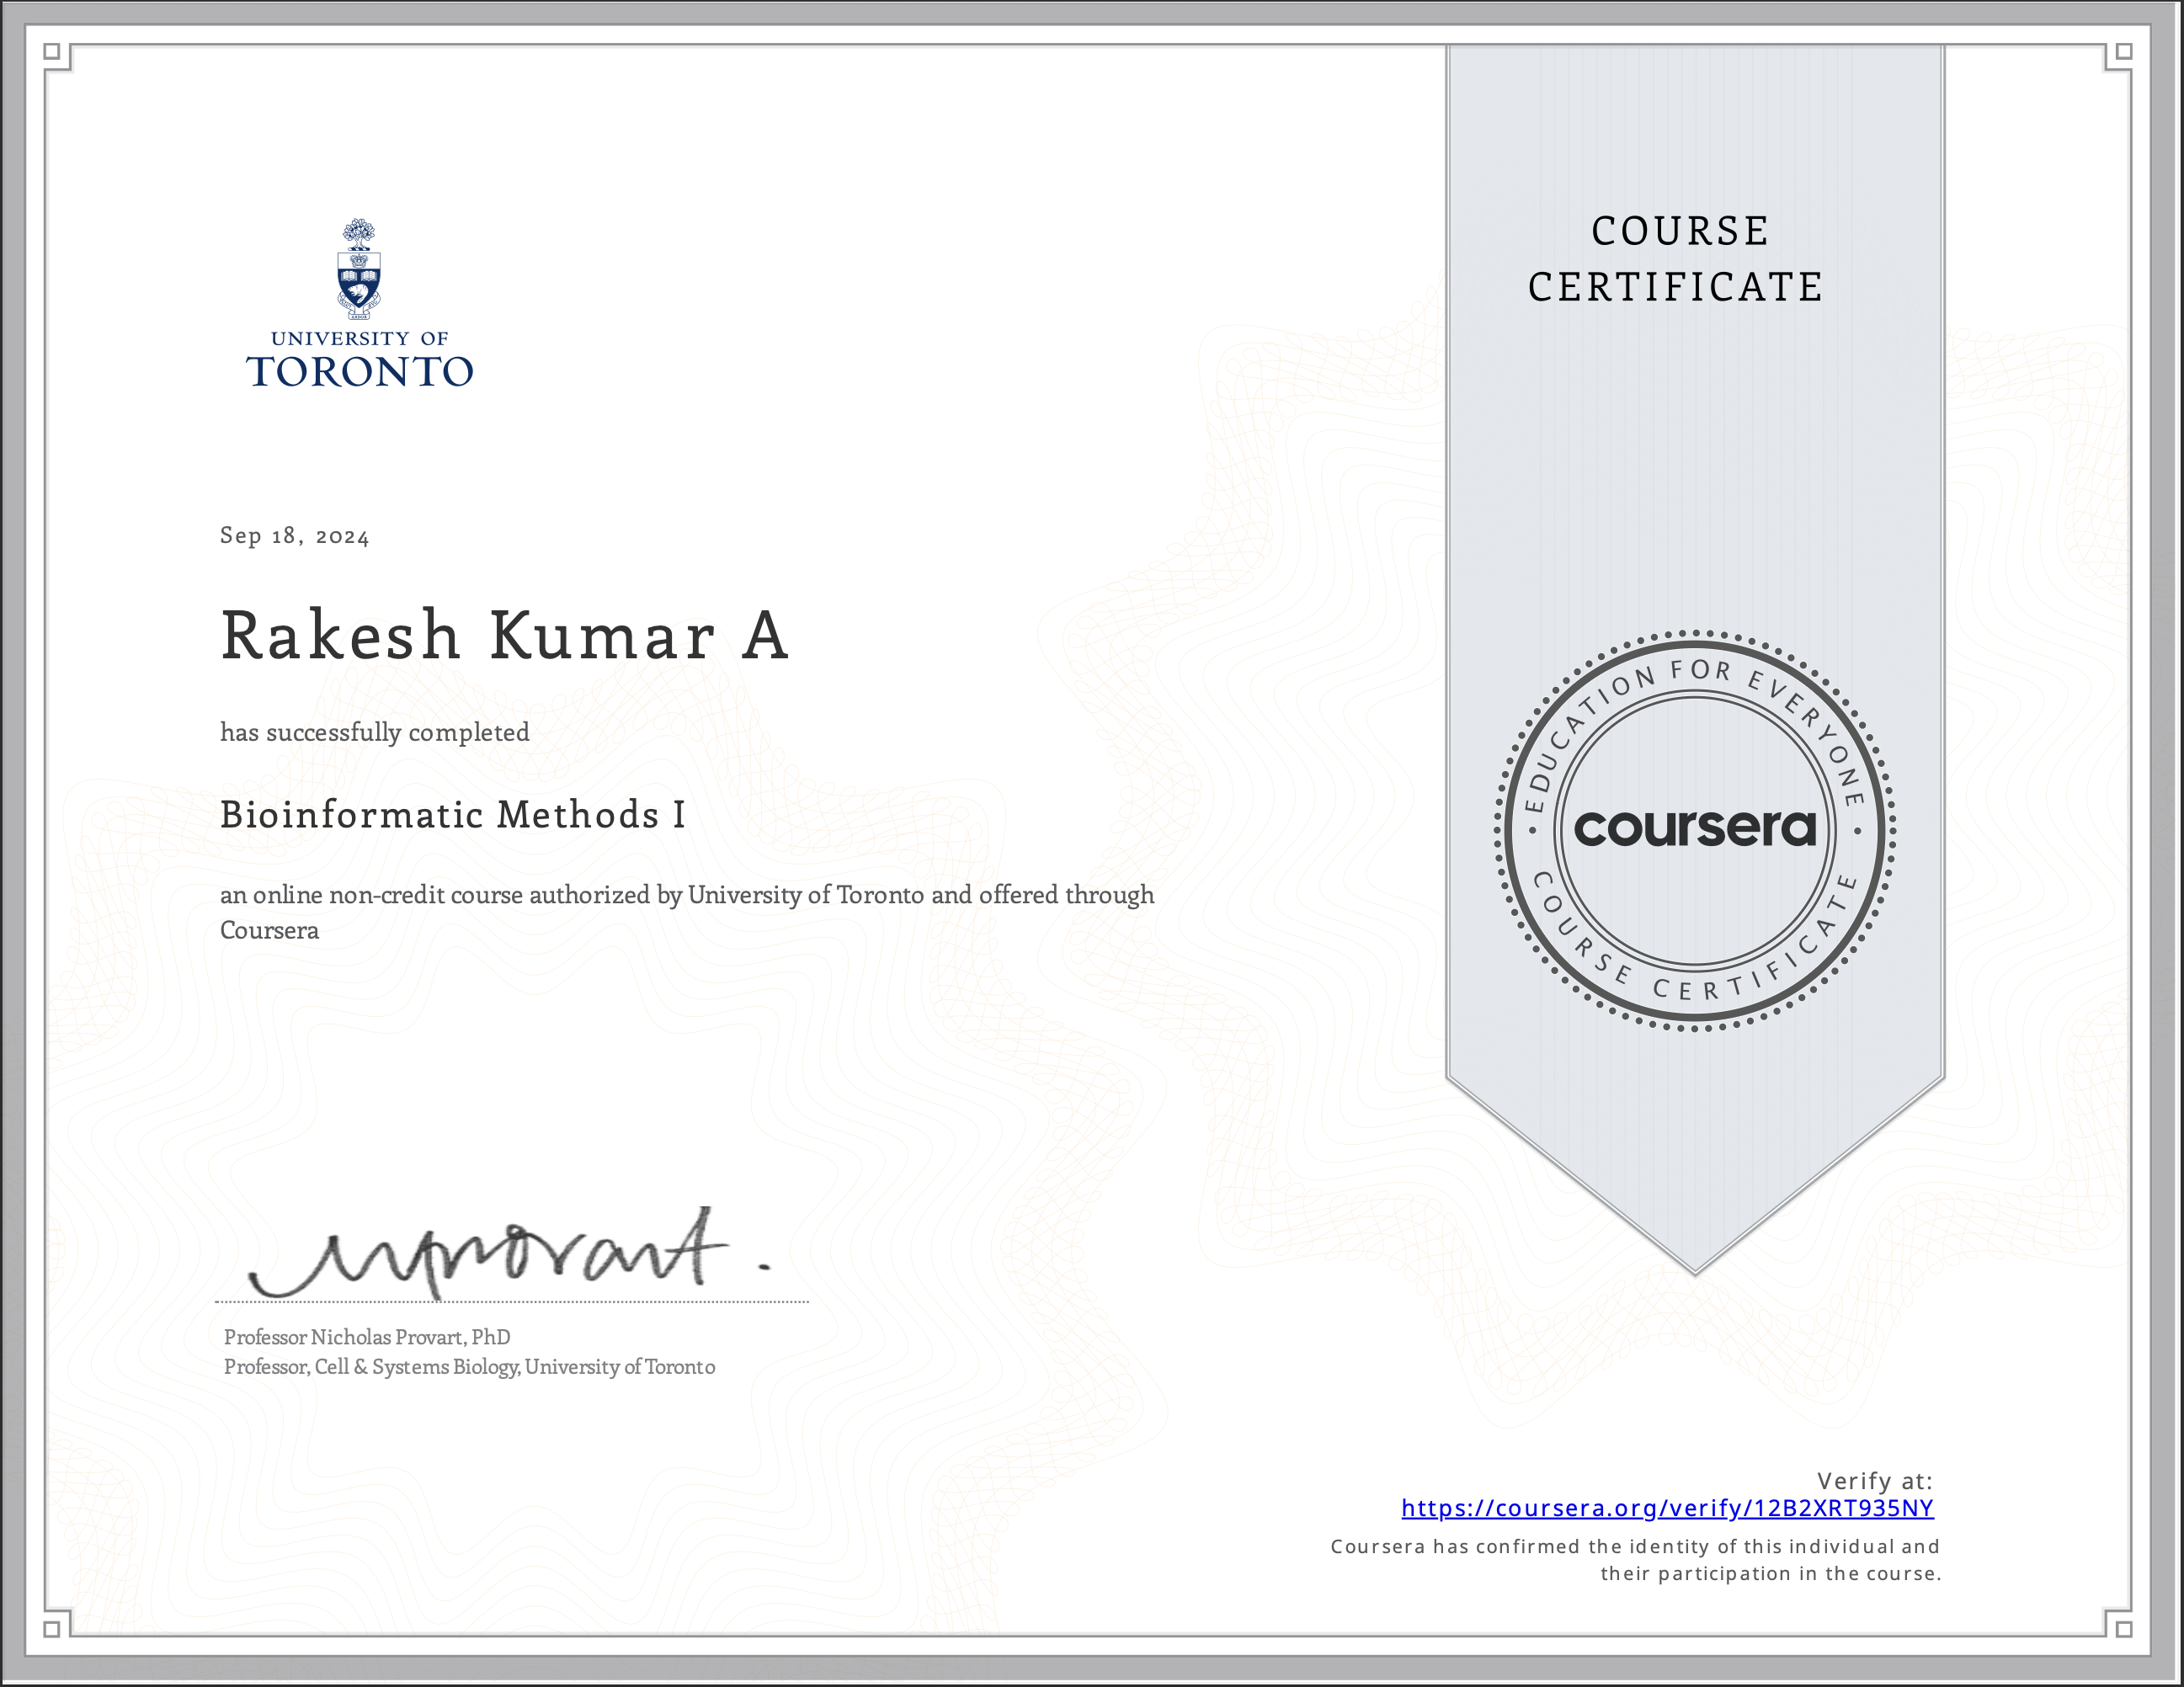 UNIVERSITY OF
TORONTO
COURSE
CERTIFICATE
Sep 18, 2024
Rakesh Kumar A
has successfully completed
Bioinformatic Methods I
an online non-credit course authorized by University of Toronto and offered through
Coursera
EDUCATION FOR EVERYONE
coursera
COURSE CERTIFICATE
Professor Nicholas Provart, PhD
Professor, Cell & Systems Biology, University of Toronto
Verify at:
https://coursera.org/verify/12B2XRT935NY
Coursera has confirmed the identity of this individual and
their participation in the course.